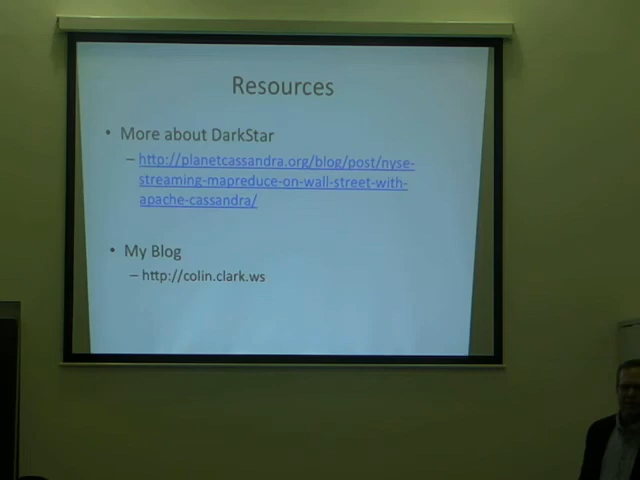 Resources
• More about DarkStar
– http://planetcassandra.org/blog/post/nyse-
streaming-mapreduce-on-wall-street-with-
apache-cassandra/
• My Blog
– http://colin.clark.ws